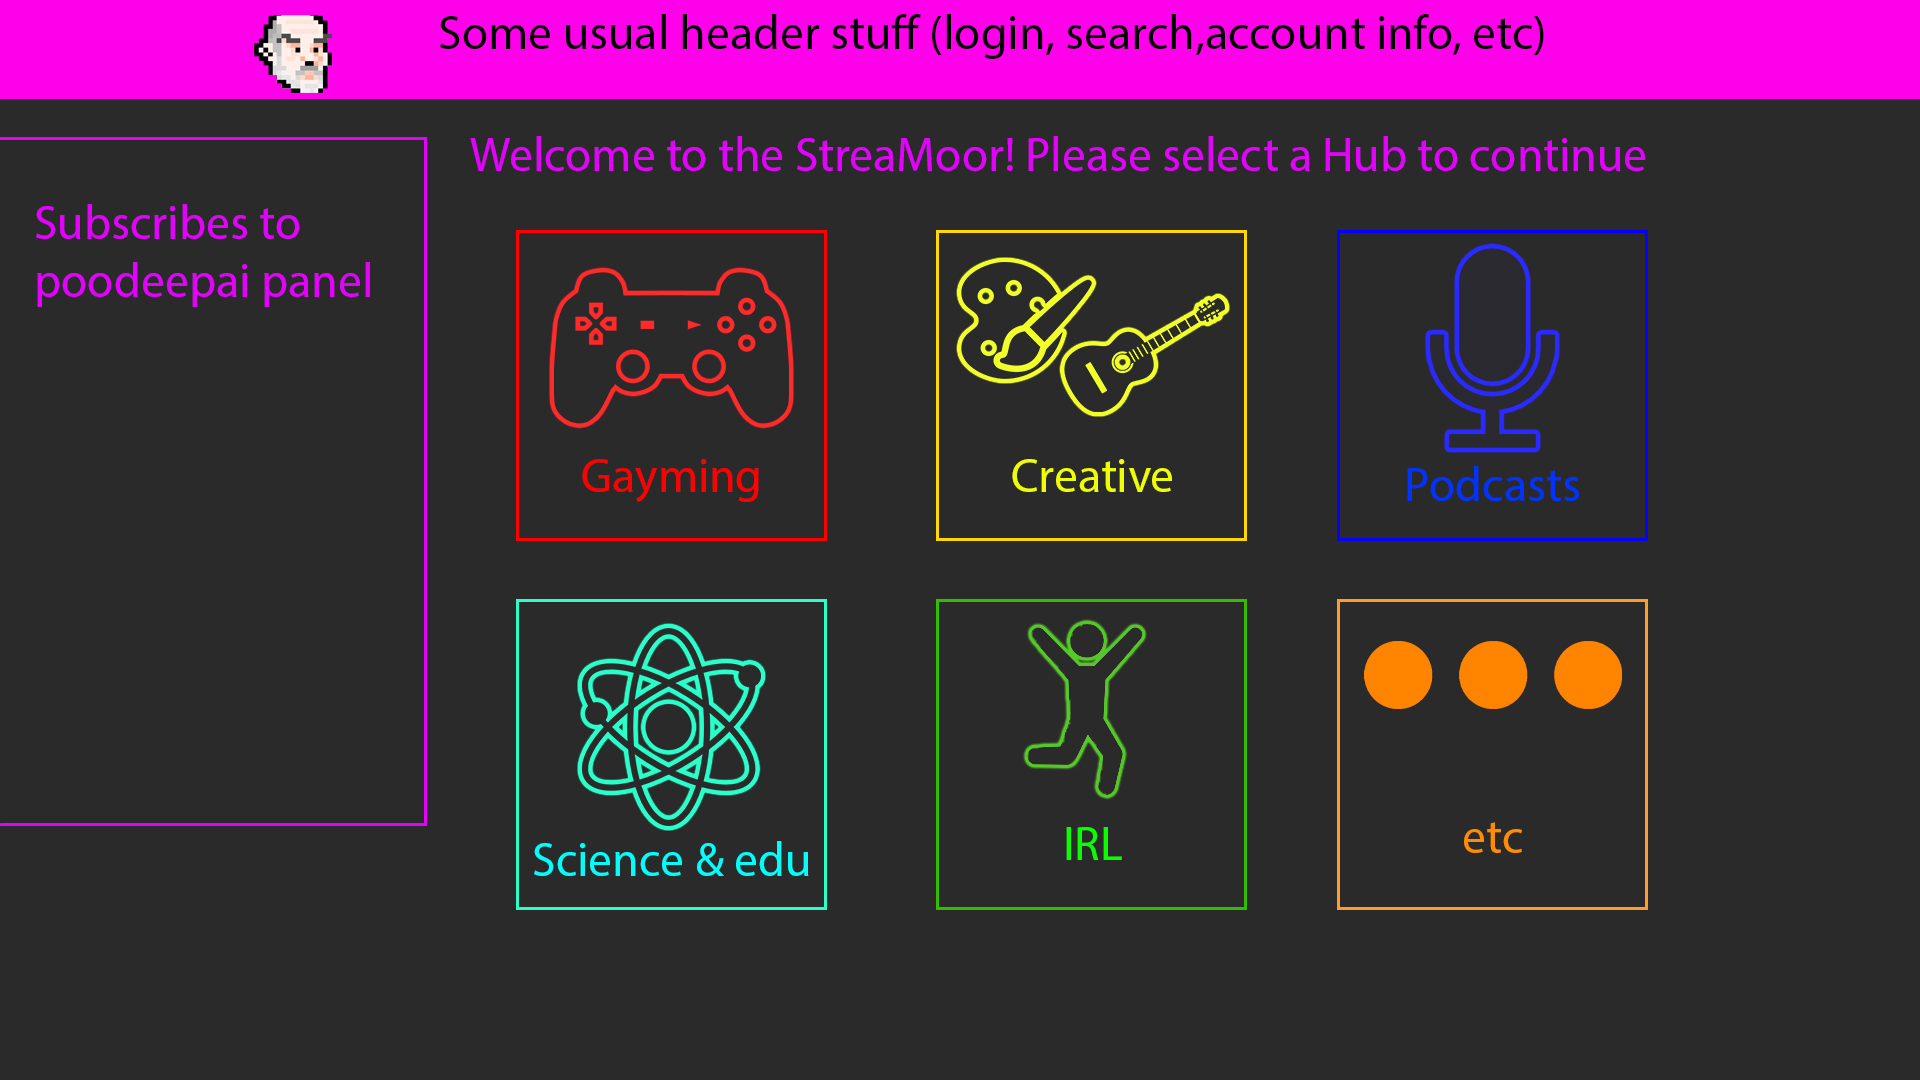 Some usual header stuff (login, search,account info, etc)
Welcome to the StreaMoor! Please select a Hub to continue
Subscribes to
poodeepai panel
Gayming
Creative
Podcasts
Science & edu
IRL
etc